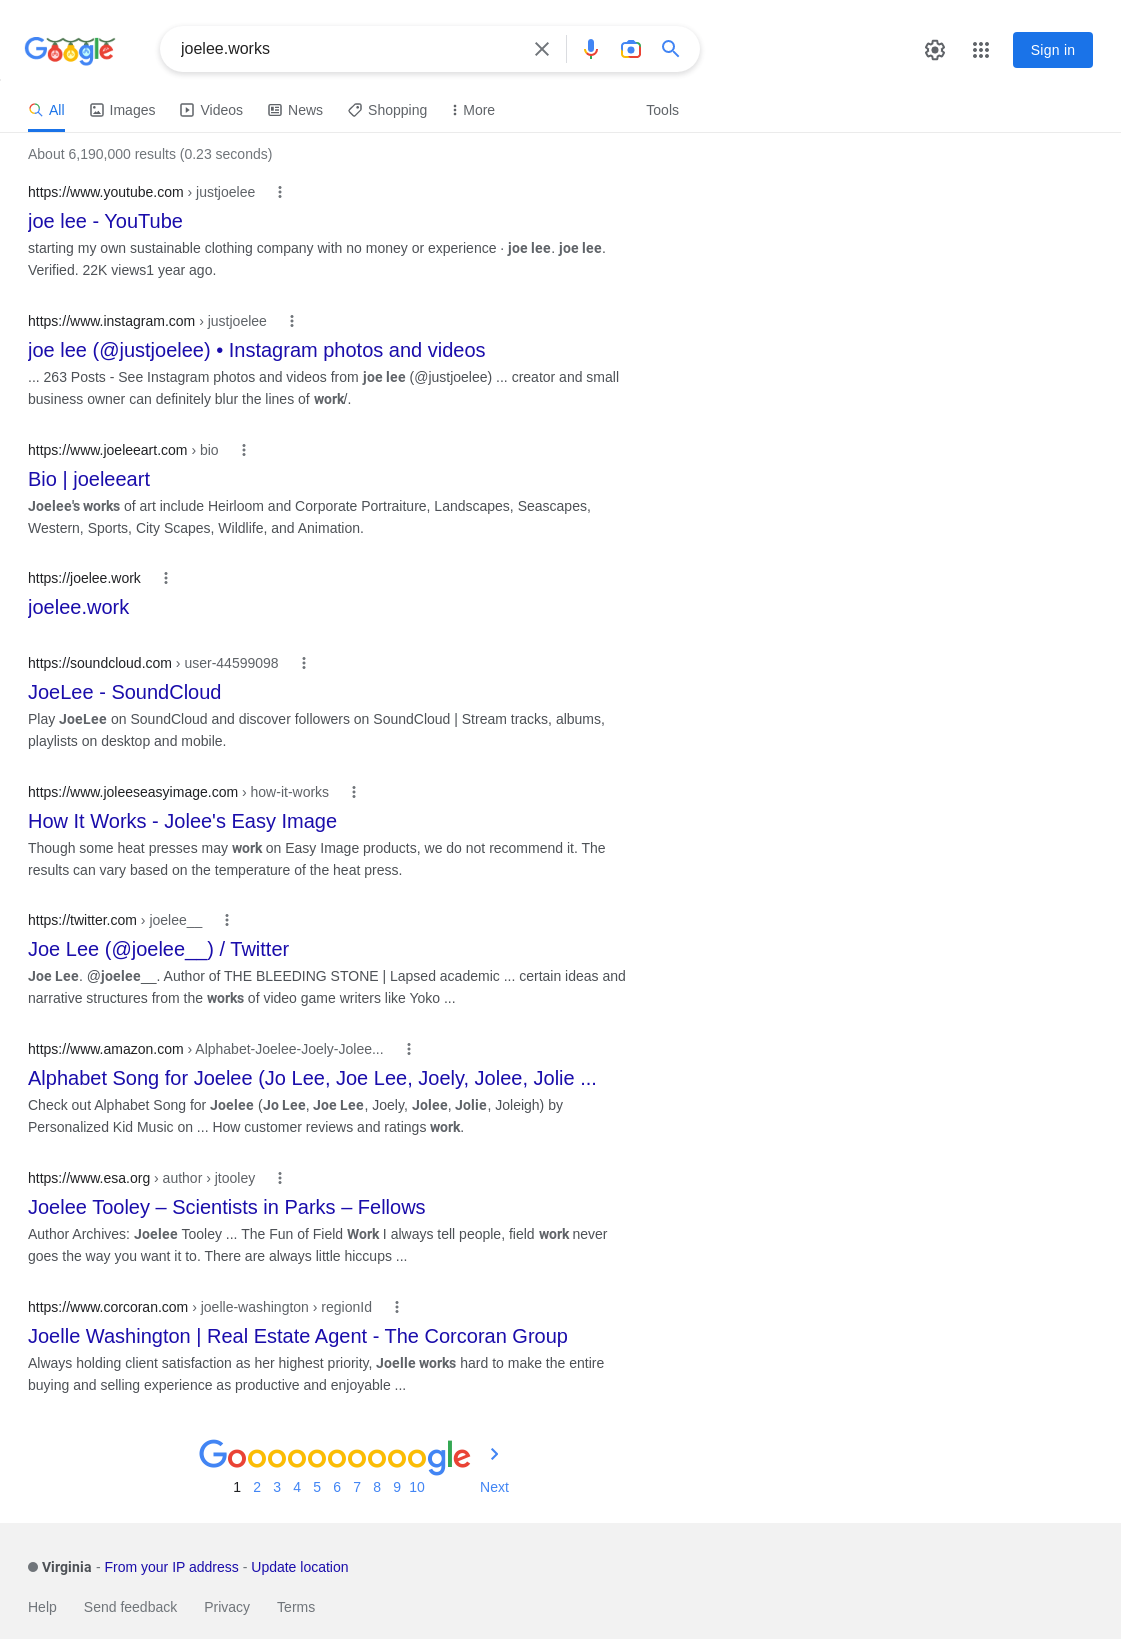 Google
joelee.works
Sign in
All Images Videos News Shopping More Tools
About 6,190,000 results (0.23 seconds)
https://www.youtube.com › justjoelee
joe lee - YouTube
starting my own sustainable clothing company with no money or experience · joe lee. joe lee.
Verified. 22K views1 year ago.
https://www.instagram.com › justjoelee
joe lee (@justjoelee) • Instagram photos and videos
... 263 Posts - See Instagram photos and videos from joe lee (@justjoelee) ... creator and small
business owner can definitely blur the lines of work/.
https://www.joeleeart.com › bio
Bio | joeleeart
Joelee's works of art include Heirloom and Corporate Portraiture, Landscapes, Seascapes,
Western, Sports, City Scapes, Wildlife, and Animation.
https://joelee.work
joelee.work
https://soundcloud.com › user-44599098
JoeLee - SoundCloud
Play JoeLee on SoundCloud and discover followers on SoundCloud | Stream tracks, albums,
playlists on desktop and mobile.
https://www.joleeseasyimage.com › how-it-works
How It Works - Jolee's Easy Image
Though some heat presses may work on Easy Image products, we do not recommend it. The
results can vary based on the temperature of the heat press.
https://twitter.com › joelee__
Joe Lee (@joelee__) / Twitter
Joe Lee. @joelee__. Author of THE BLEEDING STONE | Lapsed academic ... certain ideas and
narrative structures from the works of video game writers like Yoko ...
https://www.amazon.com › Alphabet-Joelee-Joely-Jolee...
Alphabet Song for Joelee (Jo Lee, Joe Lee, Joely, Jolee, Jolie ...
Check out Alphabet Song for Joelee (Jo Lee, Joe Lee, Joely, Jolee, Jolie, Joleigh) by
Personalized Kid Music on ... How customer reviews and ratings work.
https://www.esa.org › author › jtooley
Joelee Tooley – Scientists in Parks – Fellows
Author Archives: Joelee Tooley ... The Fun of Field Work I always tell people, field work never
goes the way you want it to. There are always little hiccups ...
https://www.corcoran.com › joelle-washington › regionId
Joelle Washington | Real Estate Agent - The Corcoran Group
Always holding client satisfaction as her highest priority, Joelle works hard to make the entire
buying and selling experience as productive and enjoyable ...
Goooooooooogle
1 2 3 4 5 6 7 8 9 10 Next
Virginia - From your IP address - Update location
Help Send feedback Privacy Terms